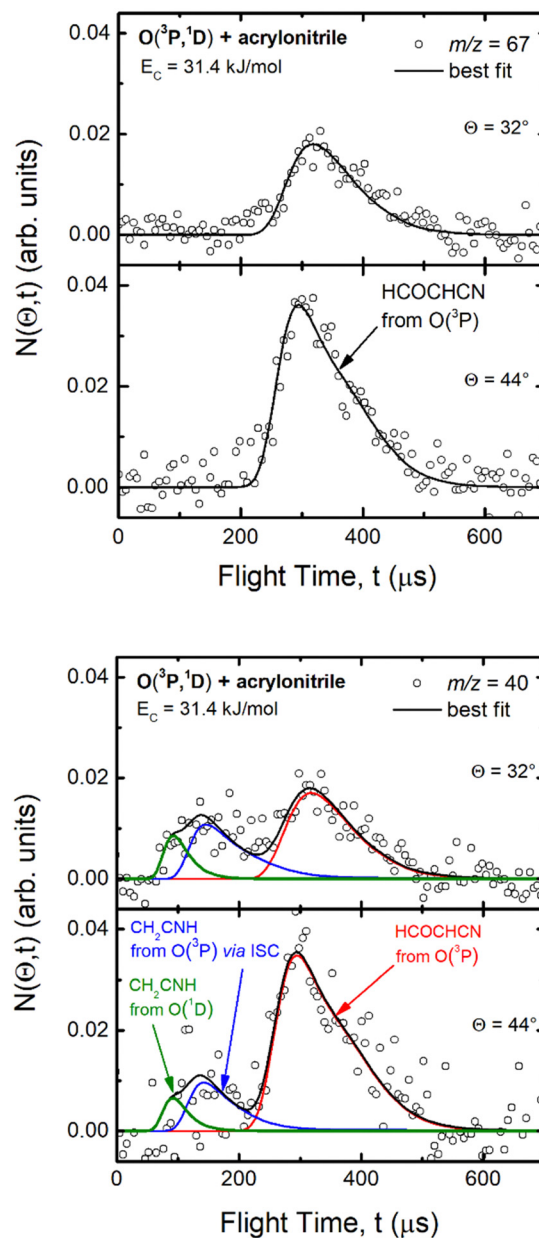 O(³P,¹D) + acrylonitrile
E_C = 31.4 kJ/mol
m/z = 67
best fit
Θ = 32°
0.02
0.00
HCOCHCN
from O(³P)
Θ = 44°
0.04
0.02
0.00
N(Θ,t) (arb. units)
0 200 400 600
Flight Time, t (μs)
0.04
O(³P,¹D) + acrylonitrile
E_C = 31.4 kJ/mol
m/z = 40
best fit
Θ = 32°
0.02
0.00
CH₂CNH
from O(³P) via ISC
HCOCHCN
from O(³P)
CH₂CNH
from O(¹D)
Θ = 44°
0.04
0.02
0.00
N(Θ,t) (arb. units)
0 200 400 600
Flight Time, t (μs)